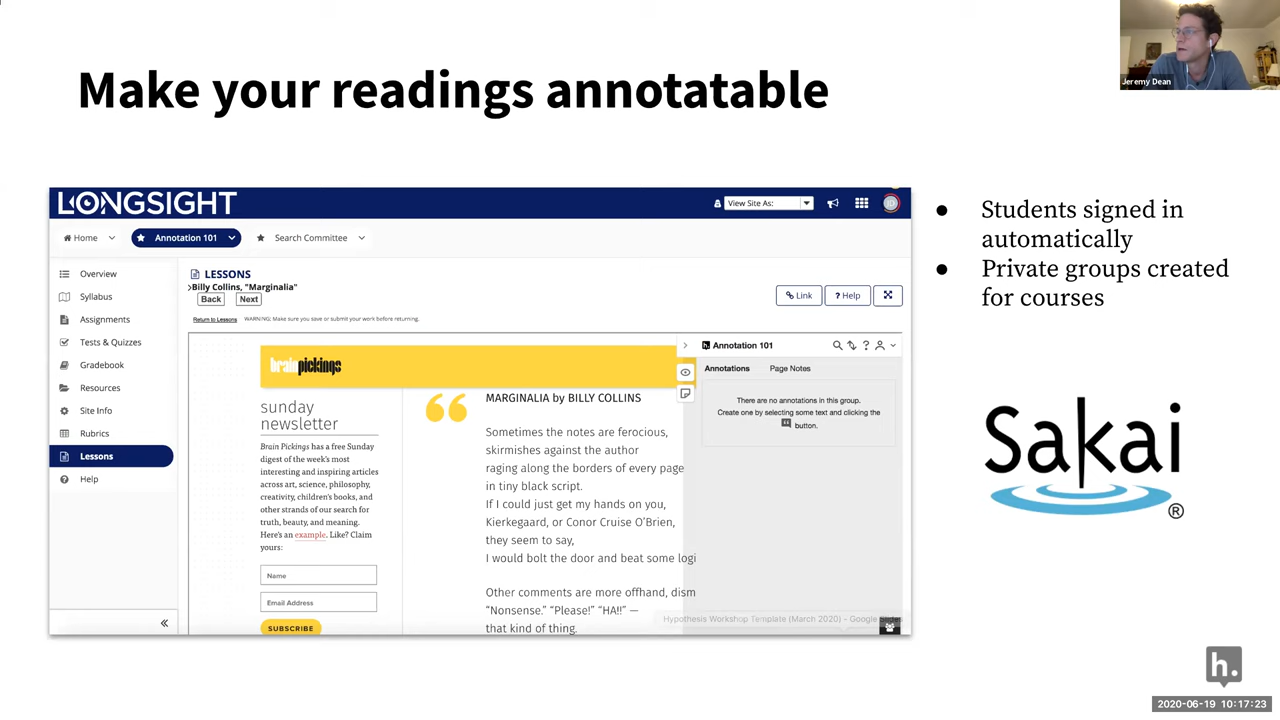 Jeremy Dean
Make your readings annotatable
LONGSIGHT
View Site As:
Home
Annotation 101
Search Committee
Overview
Syllabus
Assignments
Tests & Quizzes
Gradebook
Resources
Site Info
Rubrics
Lessons
Help
LESSONS
Billy Collins, "Marginalia"
Back Next
Link
? Help
Return to Lessons WARNING: Make sure you save or submit your work before returning.
brainpickings
sunday
newsletter
Brain Pickings has a free Sunday
digest of the week's most
interesting and inspiring articles
across art, science, philosophy,
creativity, children's books, and
other strands of our search for
truth, beauty, and meaning.
Here's an example. Like? Claim
yours:
Name
Email Address
SUBSCRIBE
MARGINALIA by BILLY COLLINS
Sometimes the notes are ferocious,
skirmishes against the author
raging along the borders of every page
in tiny black script.
If I could just get my hands on you,
Kierkegaard, or Conor Cruise O'Brien,
they seem to say,
I would bolt the door and beat some logi
Other comments are more offhand, dism
“Nonsense.” “Please!” “HA!!” —
that kind of thing.
h. Annotation 101
Annotations Page Notes
There are no annotations in this group.
Create one by selecting some text and clicking the
button.
Hypothesis Workshop Template (March 2020) - Google Slides
● Students signed in
automatically
● Private groups created
for courses
Sakai
®
h.
2020-06-19 10:17:23